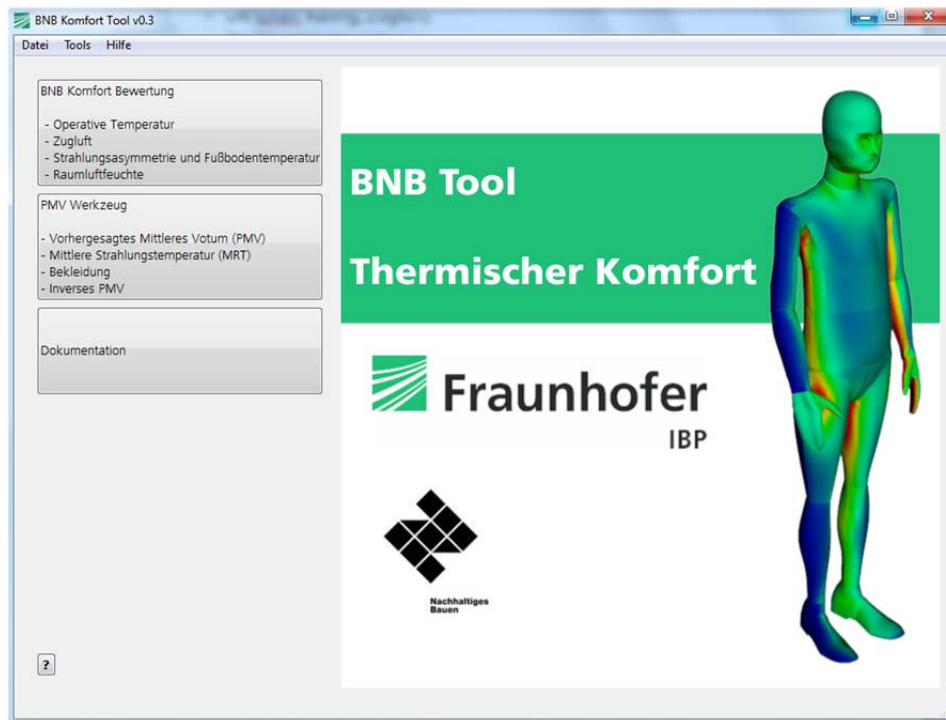 BNB Komfort Tool v0.3
Datei Tools Hilfe
BNB Komfort Bewertung
- Operative Temperatur
- Zugluft
- Strahlungsasymmetrie und Fußbodentemperatur
- Raumluftfeuchte
PMV Werkzeug
- Vorhergesagtes Mittleres Votum (PMV)
- Mittlere Strahlungstemperatur (MRT)
- Bekleidung
- Inverses PMV
Dokumentation
BNB Tool
Thermischer Komfort
Fraunhofer
IBP
Nachhaltiges
Bauen
?